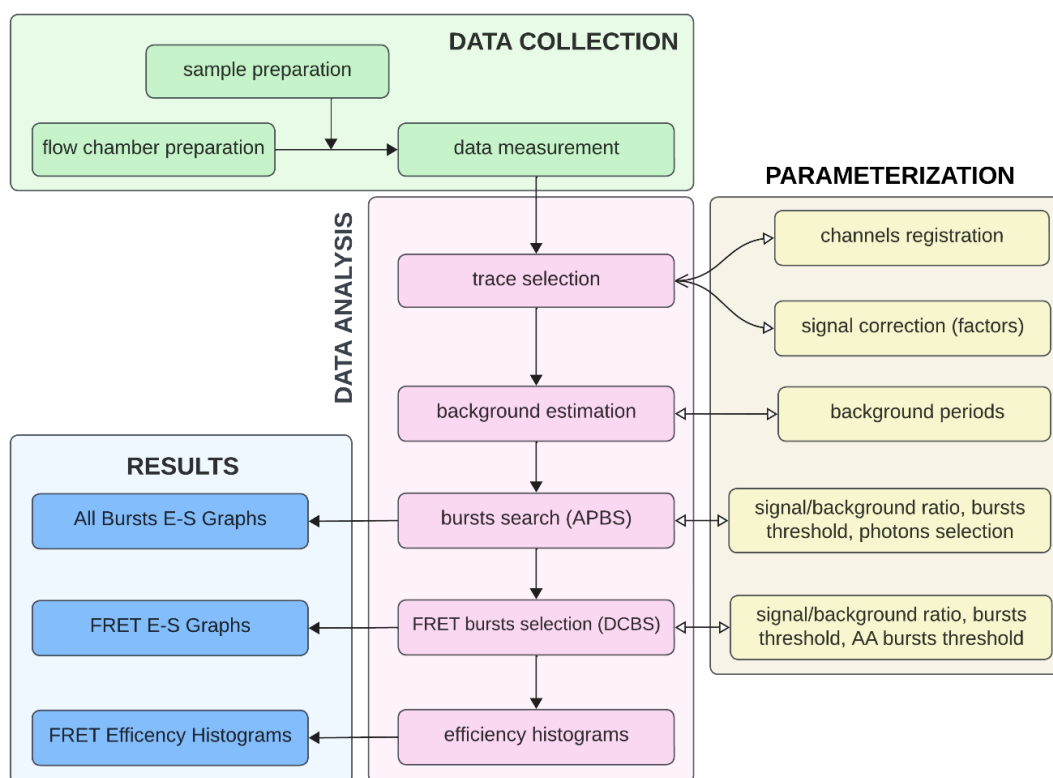 DATA COLLECTION
sample preparation
flow chamber preparation
data measurement
PARAMETERIZATION
DATA ANALYSIS
channels registration
trace selection
signal correction (factors)
background estimation
background periods
RESULTS
All Bursts E-S Graphs
bursts search (APBS)
signal/background ratio, bursts
threshold, photons selection
FRET E-S Graphs
FRET bursts selection (DCBS)
signal/background ratio, bursts
threshold, AA bursts threshold
FRET Efficency Histograms
efficiency histograms